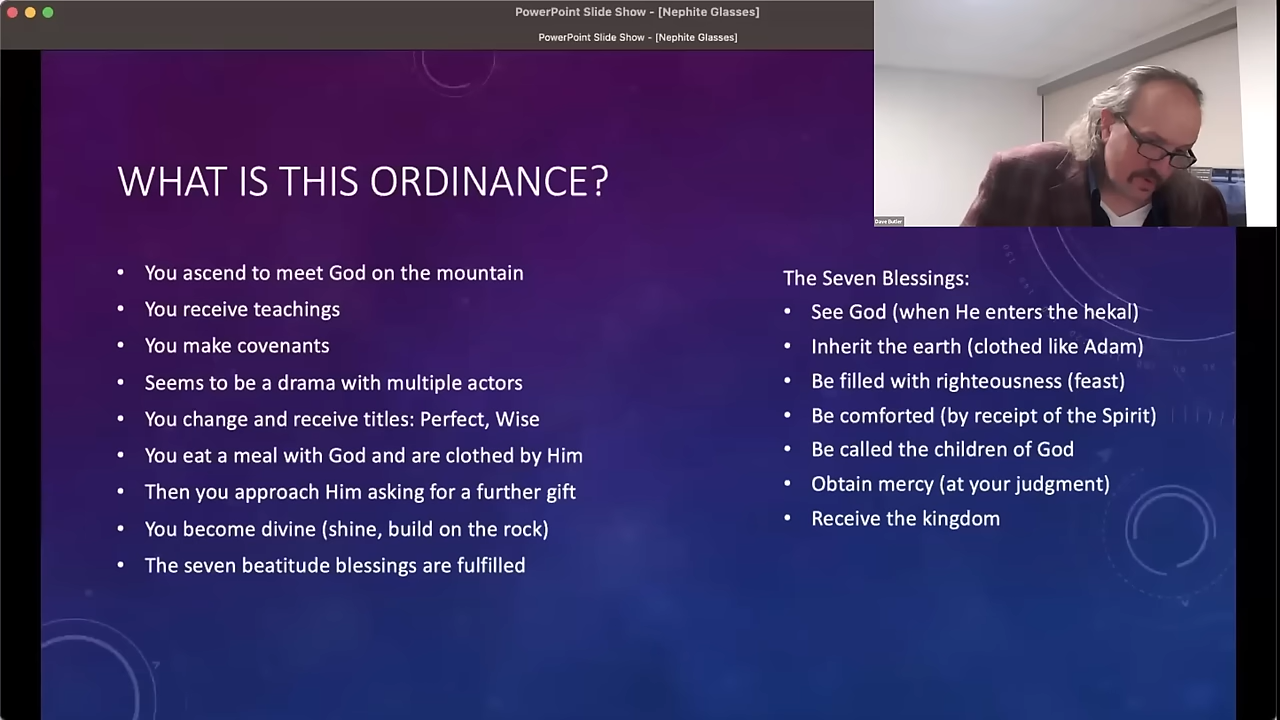 PowerPoint Slide Show - [Nephite Glasses]
PowerPoint Slide Show - [Nephite Glasses]
Dave Butler
WHAT IS THIS ORDINANCE?
• You ascend to meet God on the mountain
• You receive teachings
• You make covenants
• Seems to be a drama with multiple actors
• You change and receive titles: Perfect, Wise
• You eat a meal with God and are clothed by Him
• Then you approach Him asking for a further gift
• You become divine (shine, build on the rock)
• The seven beatitude blessings are fulfilled
The Seven Blessings:
• See God (when He enters the hekal)
• Inherit the earth (clothed like Adam)
• Be filled with righteousness (feast)
• Be comforted (by receipt of the Spirit)
• Be called the children of God
• Obtain mercy (at your judgment)
• Receive the kingdom